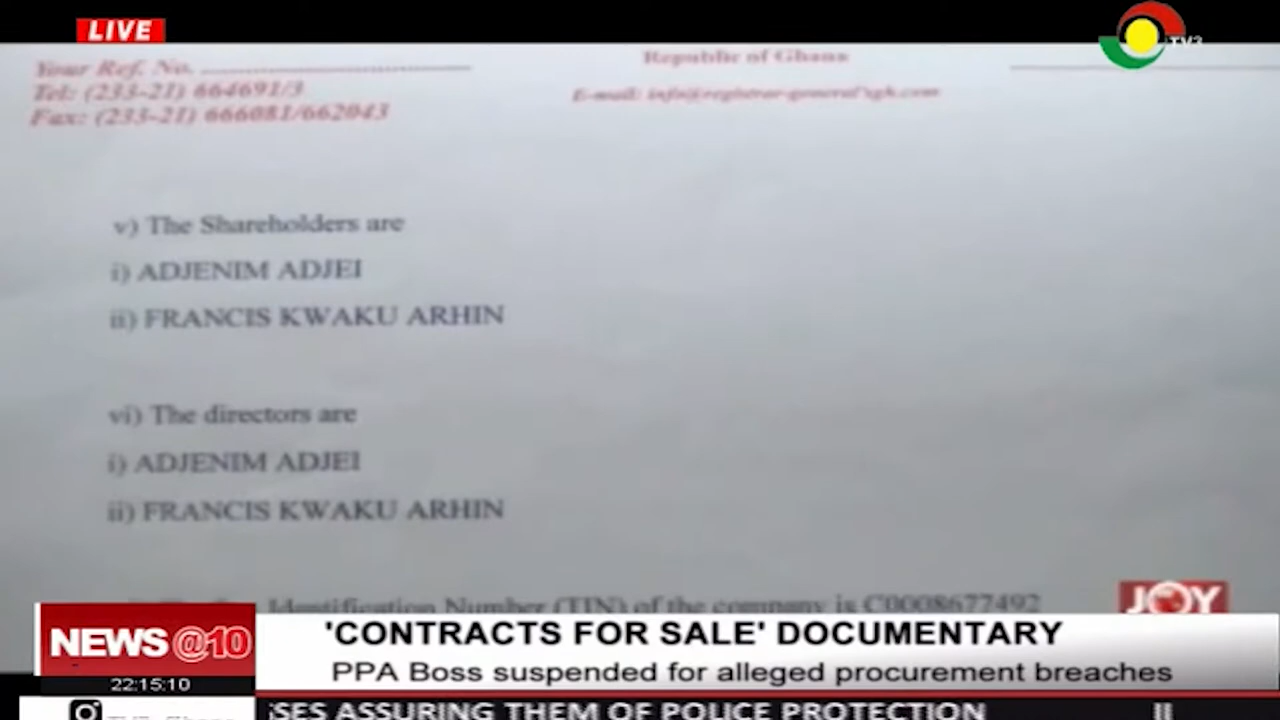 LIVE
TV3
Your Ref. No.
Republic of Ghana
Tel: (233-21) 664691/3
Fax: (233-21) 666081/662043
E-mail:
v) The Shareholders are
i) ADJENIM ADJEI
ii) FRANCIS KWAKU ARHIN
vi) The directors are
i) ADJENIM ADJEI
ii) FRANCIS KWAKU ARHIN
Identification Number (TIN) of the company is C0008677492
JOY
NEWS @10
'CONTRACTS FOR SALE' DOCUMENTARY
PPA Boss suspended for alleged procurement breaches
22:15:10
SES ASSURING THEM OF POLICE PROTECTION